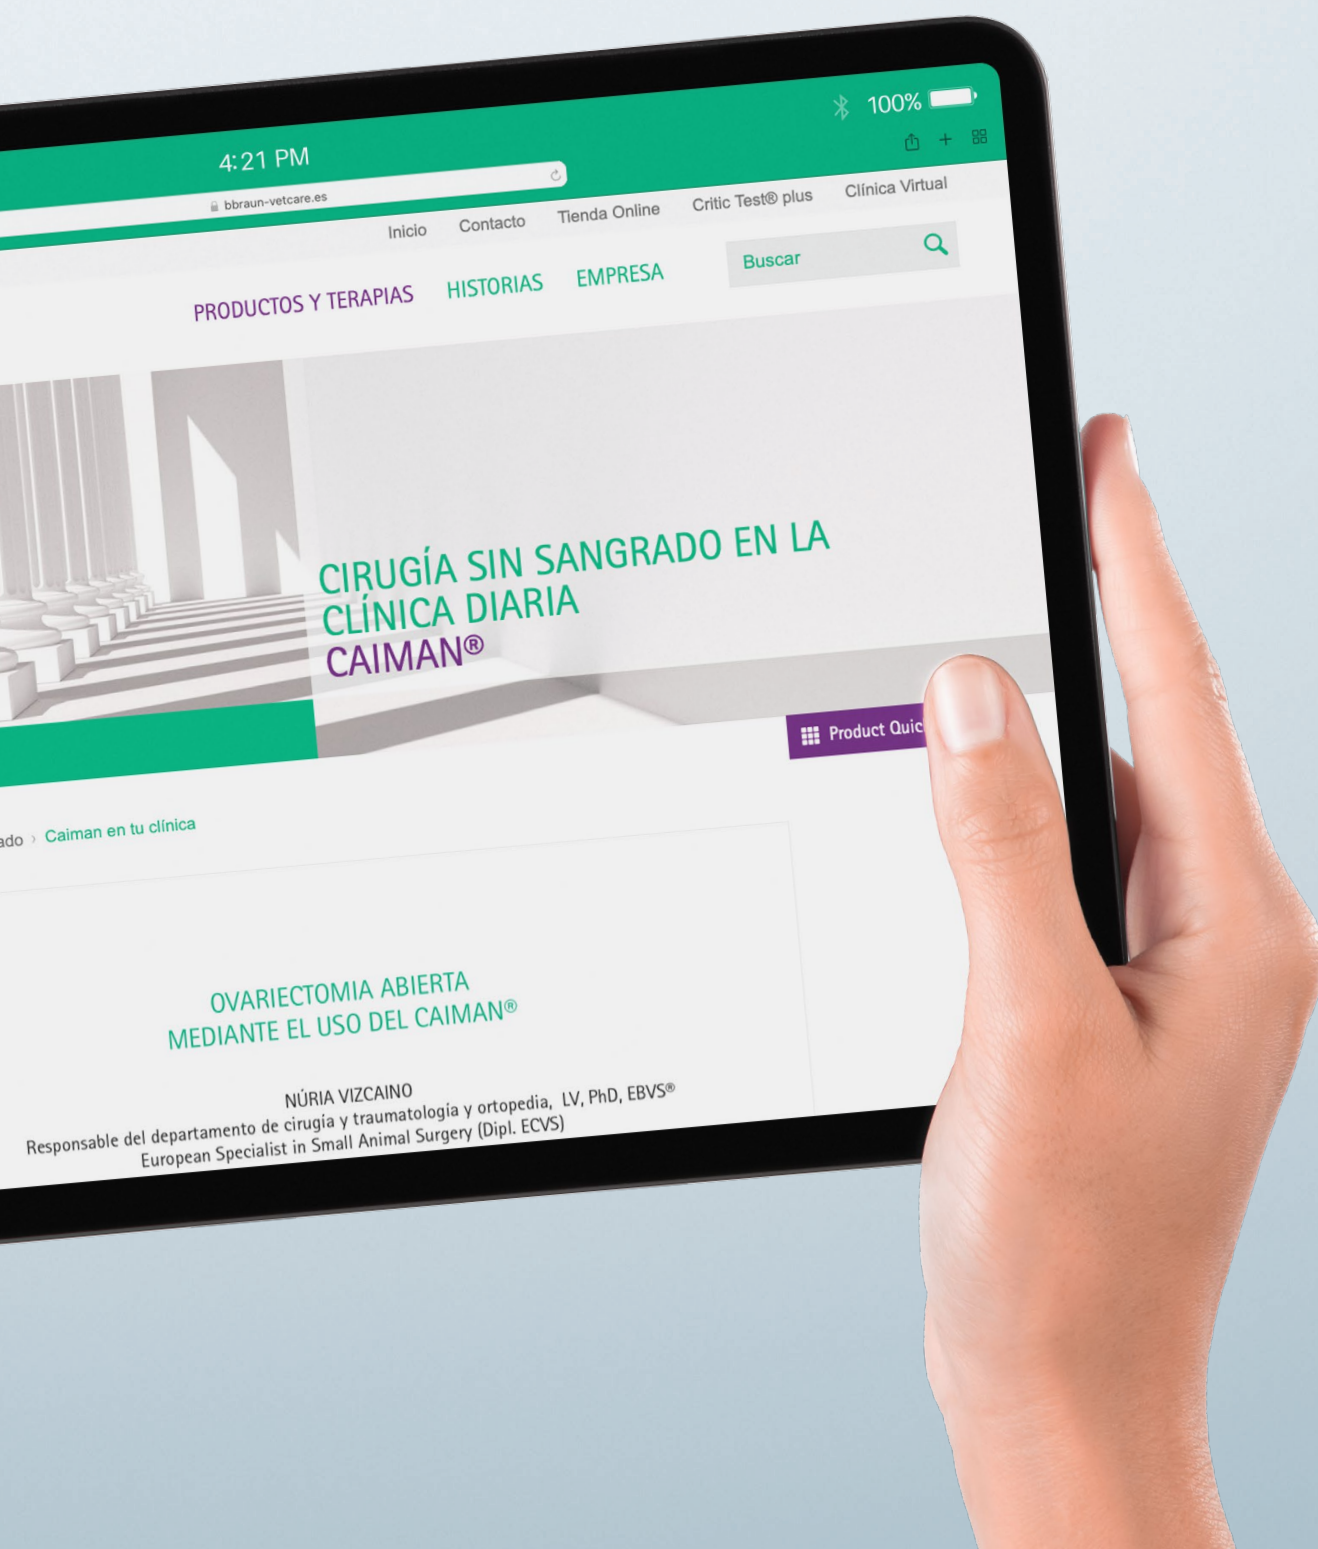 4:21 PM
100%
bbraun-vetcare.es
Inicio Contacto Tienda Online Critic Test® plus Clínica Virtual
PRODUCTOS Y TERAPIAS HISTORIAS EMPRESA Buscar
CIRUGÍA SIN SANGRADO EN LA
CLÍNICA DIARIA
CAIMAN®
Product
› Caiman en tu clínica
OVARIECTOMIA ABIERTA
MEDIANTE EL USO DEL CAIMAN®
NÚRIA VIZCAINO
Responsable del departamento de cirugía y traumatología y ortopedia, LV, PhD, EBVS®
European Specialist in Small Animal Surgery (Dipl. ECVS)